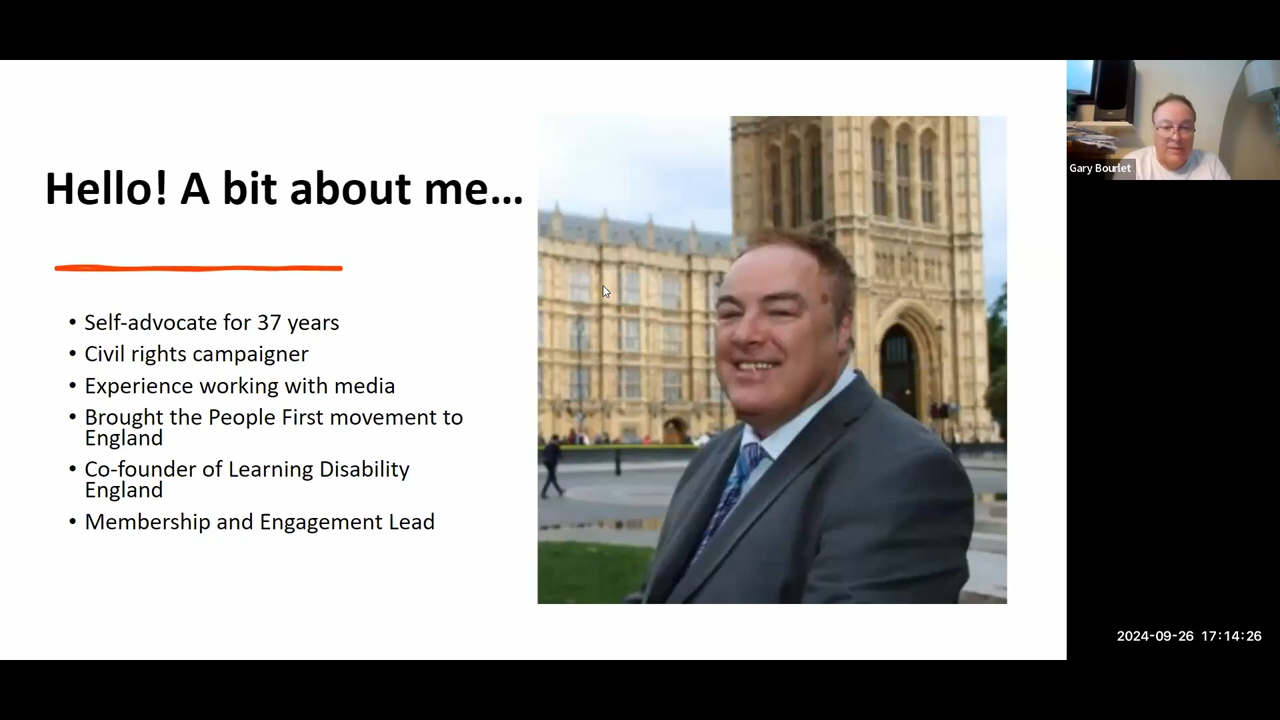 Hello! A bit about me...
• Self-advocate for 37 years
• Civil rights campaigner
• Experience working with media
• Brought the People First movement to
England
• Co-founder of Learning Disability
England
• Membership and Engagement Lead
Gary Bourlet
2024-09-26 17:14:26